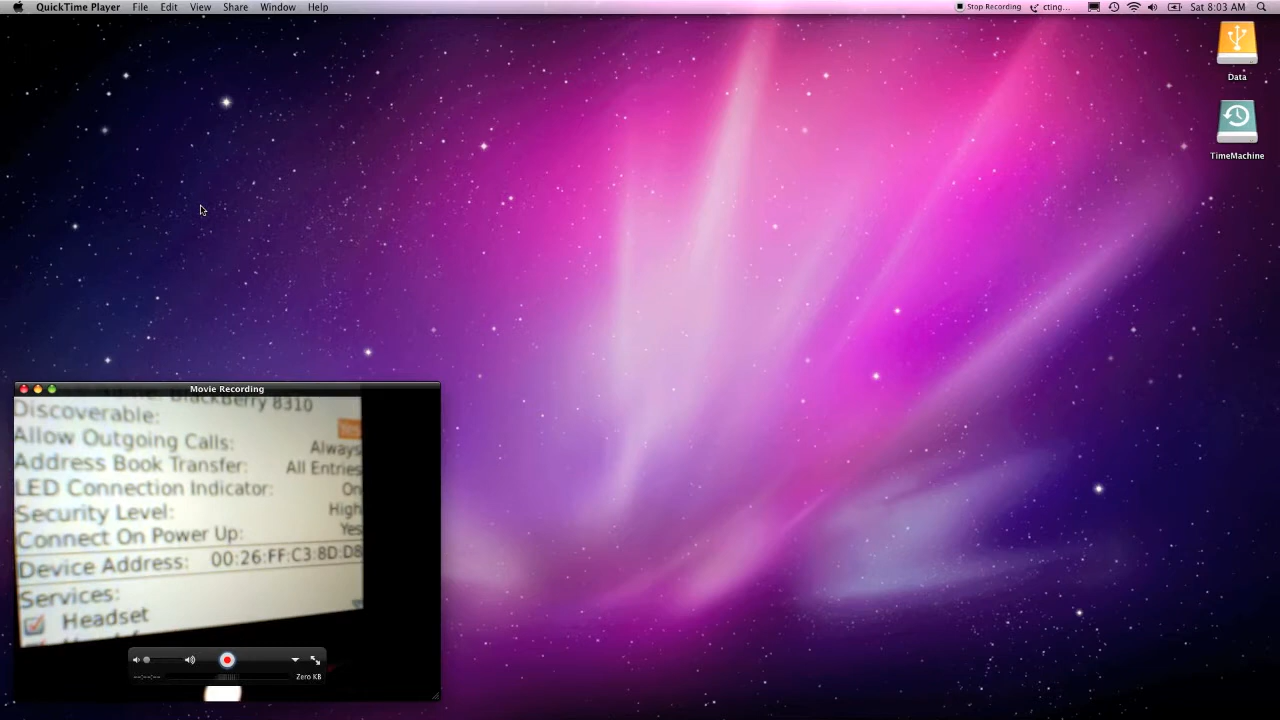 QuickTime Player File Edit View Share Window Help
Stop Recording cting... Sat 8:03 AM
Data
TimeMachine
Movie Recording
BlackBerry 8310
Discoverable: Yes
Allow Outgoing Calls: Always
Address Book Transfer: All Entries
LED Connection Indicator: On
Security Level: High
Connect On Power Up: Yes
Device Address: 00:26:FF:C3:8D:D8
Services:
Headset
--:--:-- Zero KB